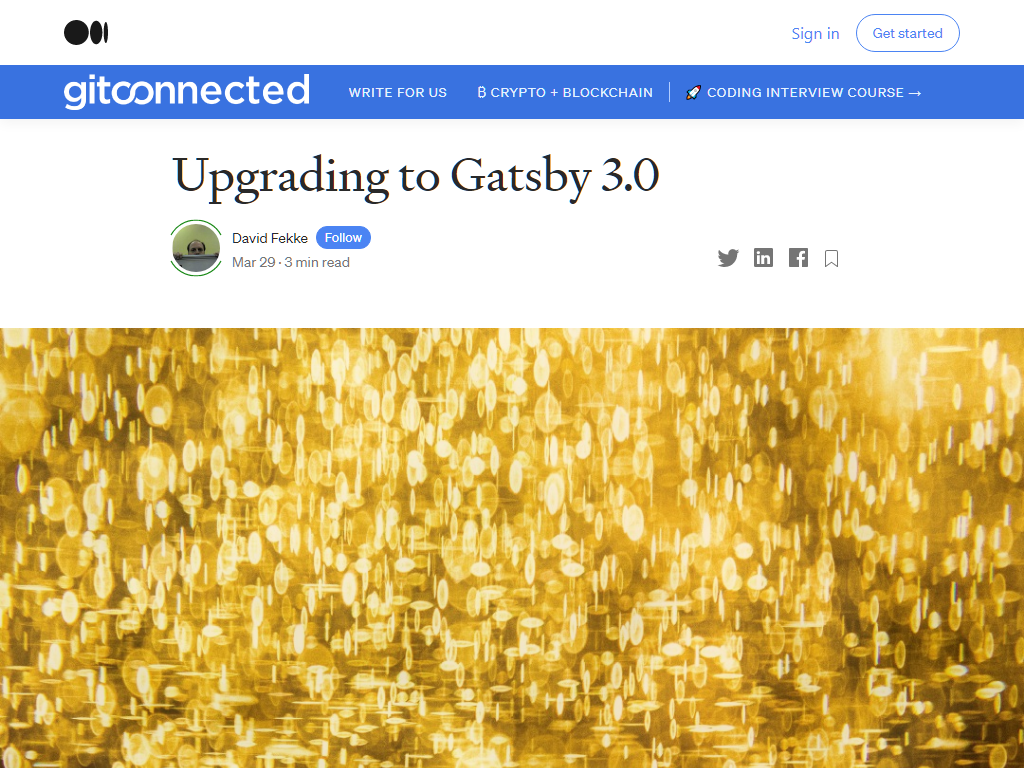 Sign in
Get started
gitconnected
WRITE FOR US
₿ CRYPTO + BLOCKCHAIN
🚀 CODING INTERVIEW COURSE →
Upgrading to Gatsby 3.0
David Fekke
Follow
Mar 29 · 3 min read